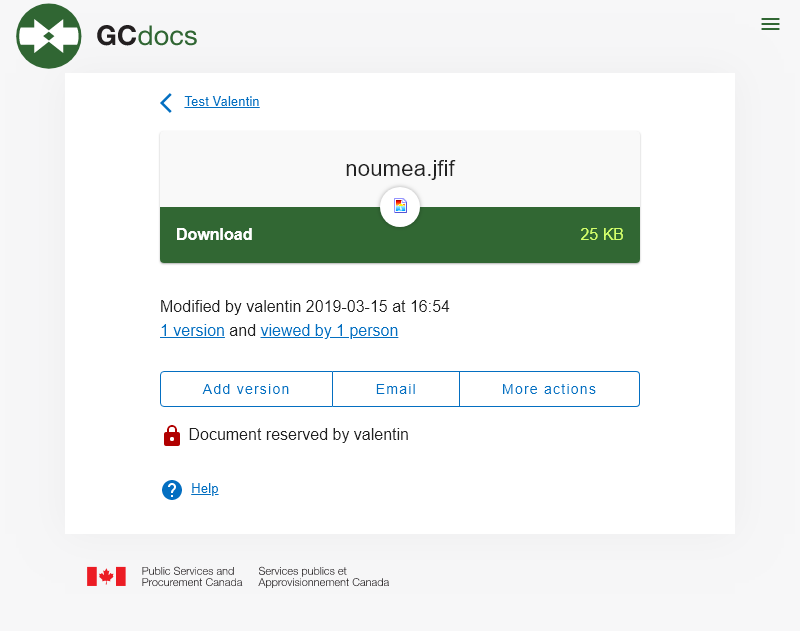 GCdocs
Test Valentin
noumea.jfif
Download 25 KB
Modified by valentin 2019-03-15 at 16:54
1 version and viewed by 1 person
Add version Email More actions
Document reserved by valentin
? Help
Public Services and
Procurement Canada
Services publics et
Approvisionnement Canada